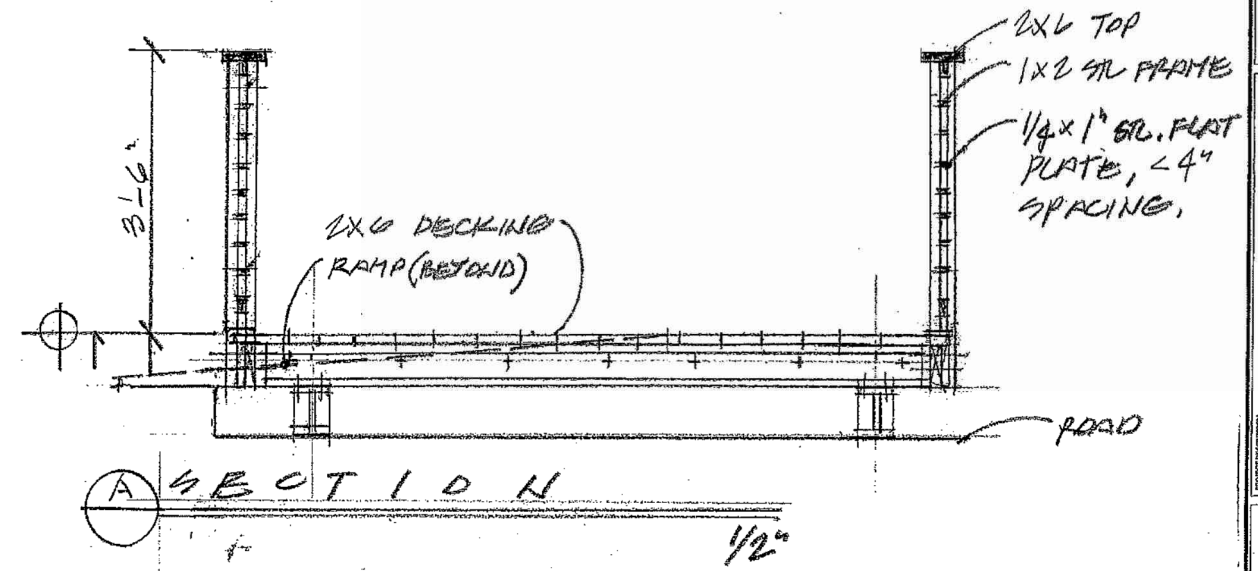 2X6 TOP
1X2 STL FRAME
1/4 X 1" STL. FLAT
PLATE, < 4"
SPACING.
3'-6"
2X6 DECKING
RAMP (BEYOND)
ROAD
A SECTION
1/2"